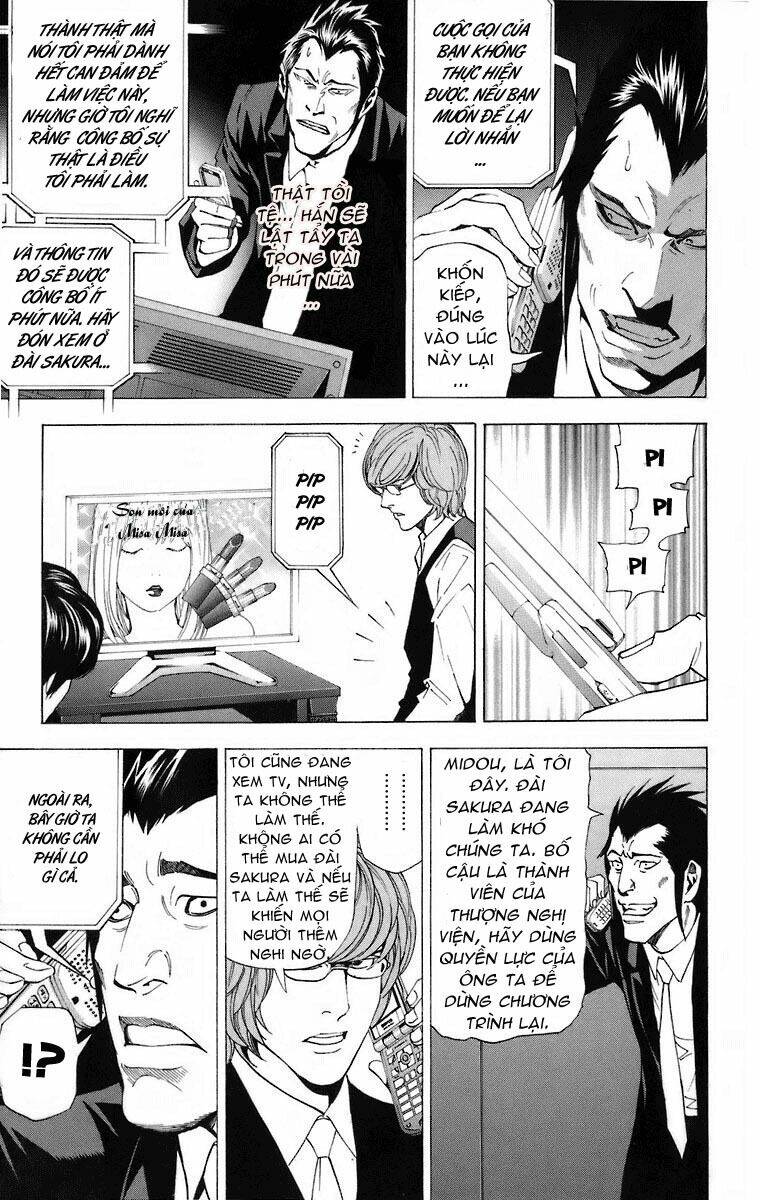 CUỘC GỌI CỦA
BẠN KHÔNG
THỰC HIỆN
ĐƯỢC. NẾU BẠN
MUỐN ĐỂ LẠI
LỜI NHẮN
...
KHỐN
KIẾP,
ĐÚNG
VÀO LÚC
NÀY LẠI
...
THÀNH THẬT MÀ
NÓI TÔI PHẢI DÀNH
HẾT CAN ĐẢM ĐỂ
LÀM VIỆC NÀY,
NHƯNG GIỜ TÔI NGHĨ
RẰNG CÔNG BỐ SỰ
THẬT LÀ ĐIỀU
TÔI PHẢI LÀM.
THẬT TỒI
TỆ... HẮN SẼ
LẬT TẨY TA
TRONG VÀI
PHÚT NỮA
...
VÀ THÔNG TIN
ĐÓ SẼ ĐƯỢC
CÔNG BỐ ÍT
PHÚT NỮA. HÃY
ĐÓN XEM Ở
ĐÀI SAKURA...
PI
PI
PI
PIP
PIP
PIP
Son môi của
Misa Misa
MIDOU, LÀ TÔI
ĐÂY. ĐÀI
SAKURA ĐANG
LÀM KHÓ
CHÚNG TA. BỐ
CẬU LÀ THÀNH
VIÊN CỦA
THƯỢNG NGHỊ
VIỆN, HÃY DÙNG
QUYỀN LỰC CỦA
ÔNG TA ĐỂ
DỪNG CHƯƠNG
TRÌNH LẠI.
.........
TÔI CŨNG ĐANG
XEM TV, NHƯNG
TA KHÔNG THỂ
LÀM THẾ.
KHÔNG AI CÓ
THỂ MUA ĐÀI
SAKURA VÀ NẾU
TA LÀM THẾ SẼ
KHIẾN MỌI
NGƯỜI THÊM
NGHI NGỜ.
NGOÀI RA,
BÂY GIỜ TA
KHÔNG CẦN
PHẢI LO
GÌ CẢ.
!?